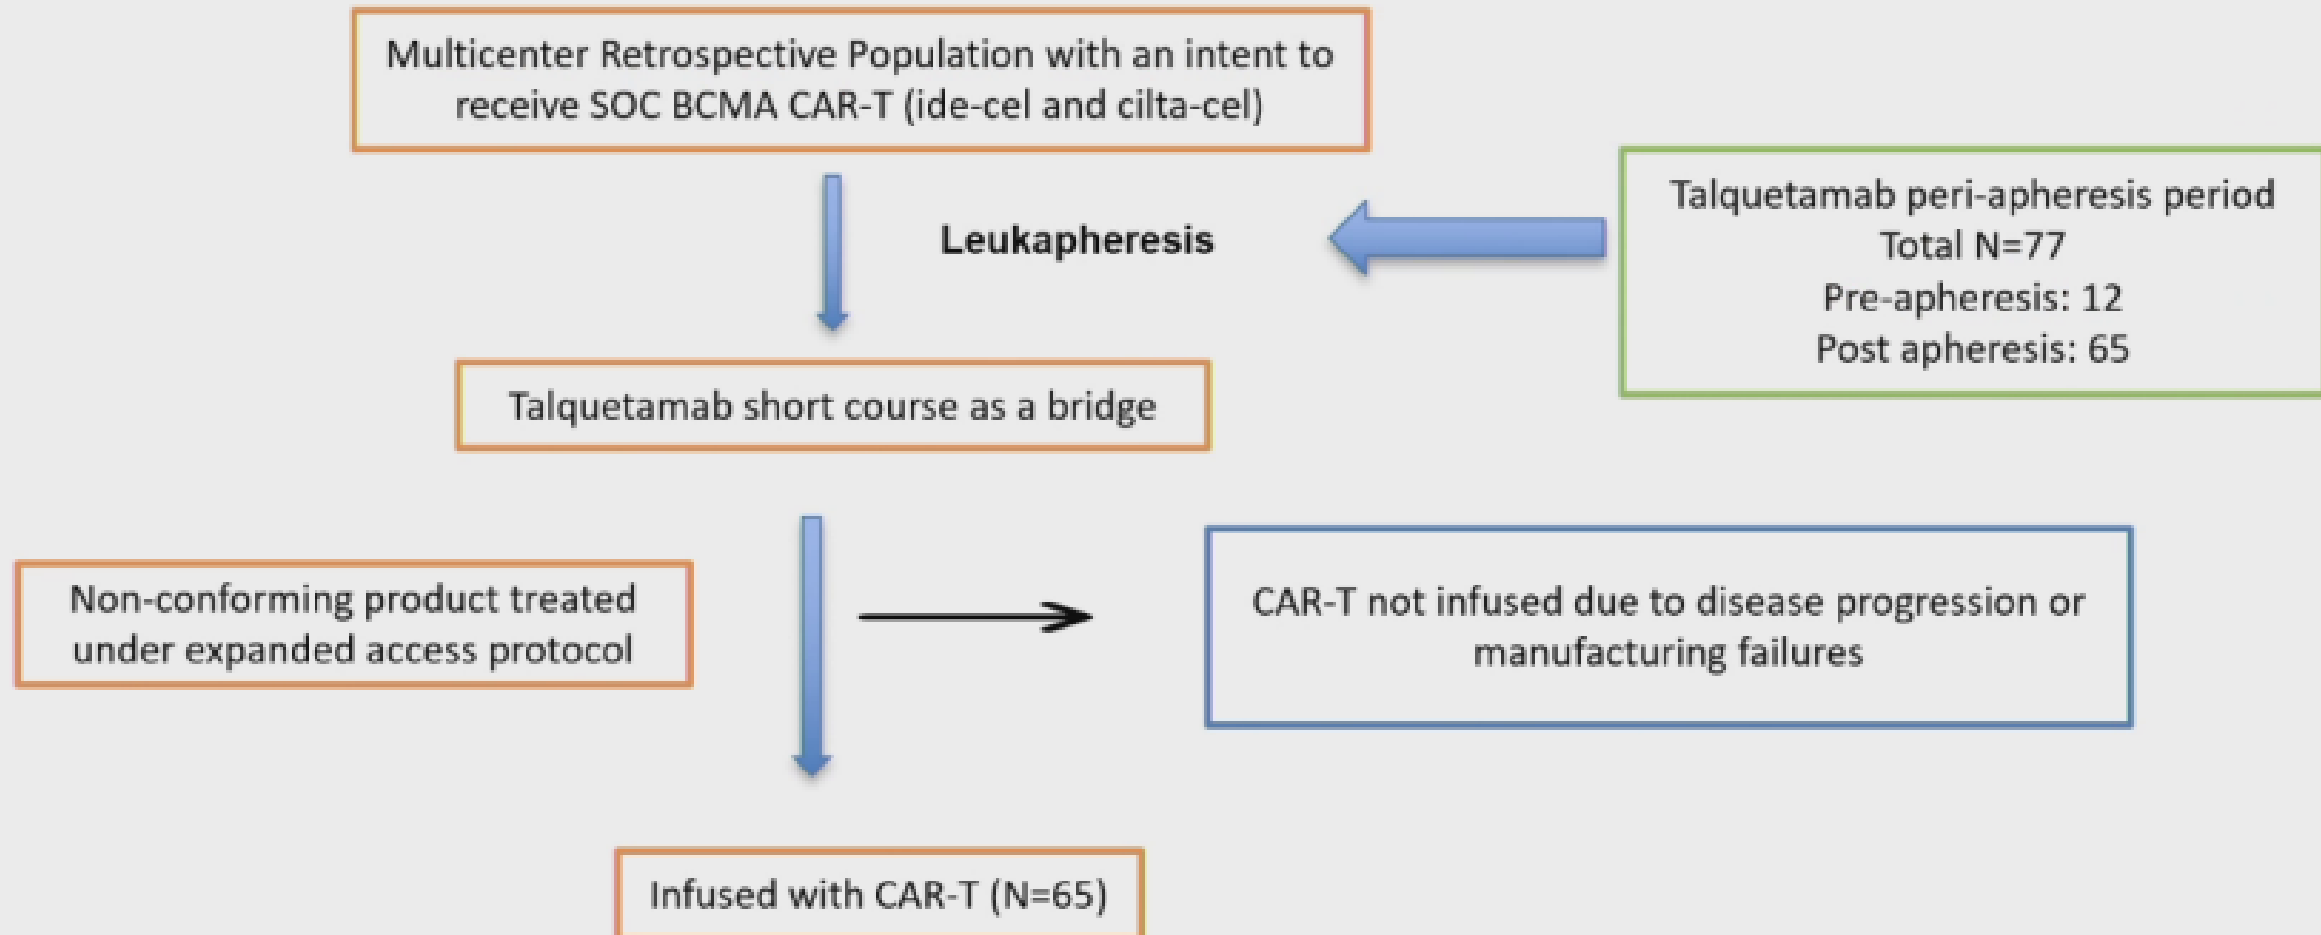 Multicenter Retrospective Population with an intent to
receive SOC BCMA CAR-T (ide-cel and cilta-cel)
Leukapheresis
Talquetamab peri-apheresis period
Total N=77
Pre-apheresis: 12
Post apheresis: 65
Talquetamab short course as a bridge
Non-conforming product treated
under expanded access protocol
CAR-T not infused due to disease progression or
manufacturing failures
Infused with CAR-T (N=65)